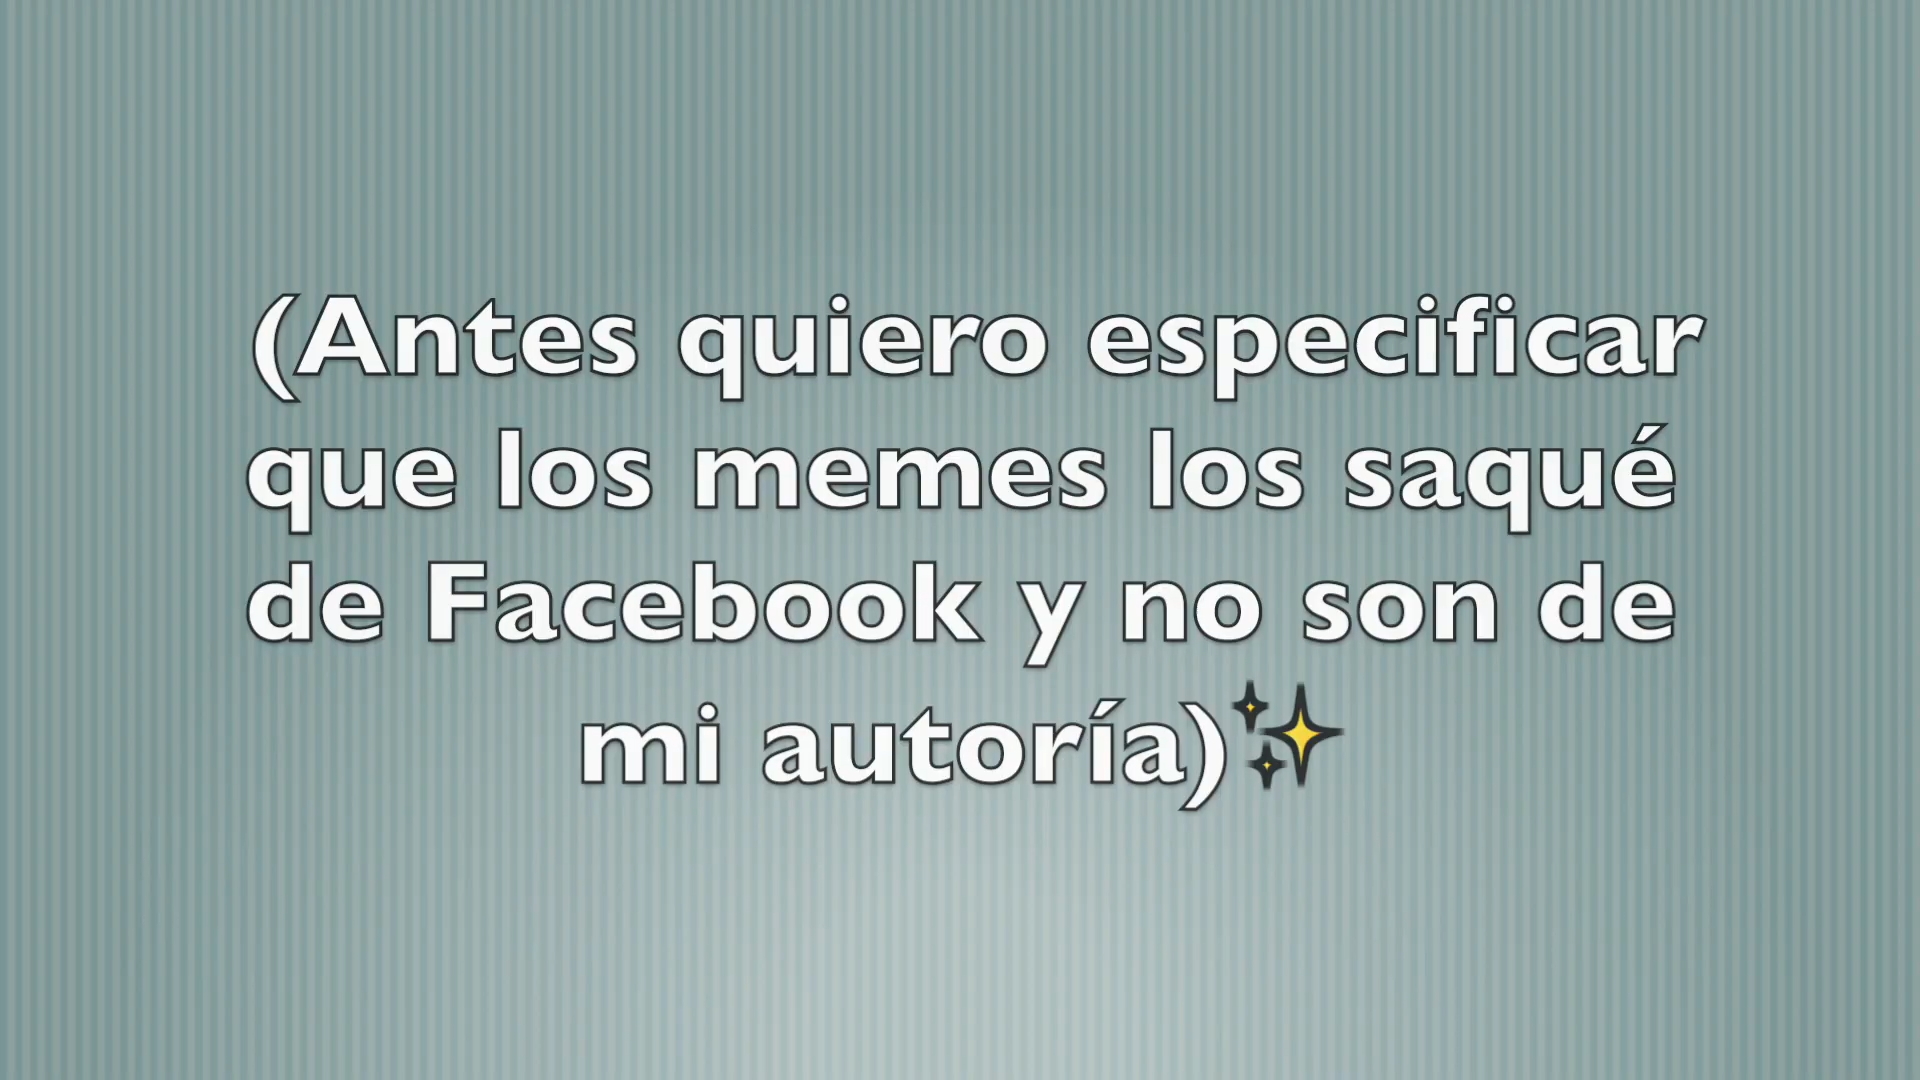 (Antes quiero especificar
que los memes los saqué
de Facebook y no son de
mi autoría)✨